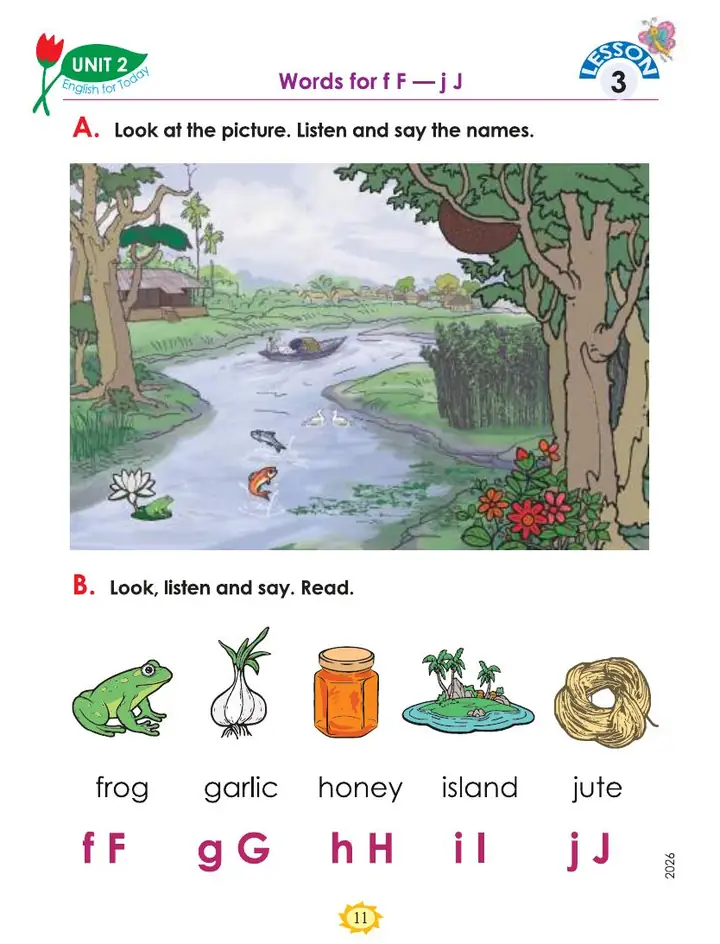 UNIT 2
English for Today
Words for f F — j J
LESSON
3
A. Look at the picture. Listen and say the names.
B. Look, listen and say. Read.
frog garlic honey island jute
f F g G h H i I j J
2026
11